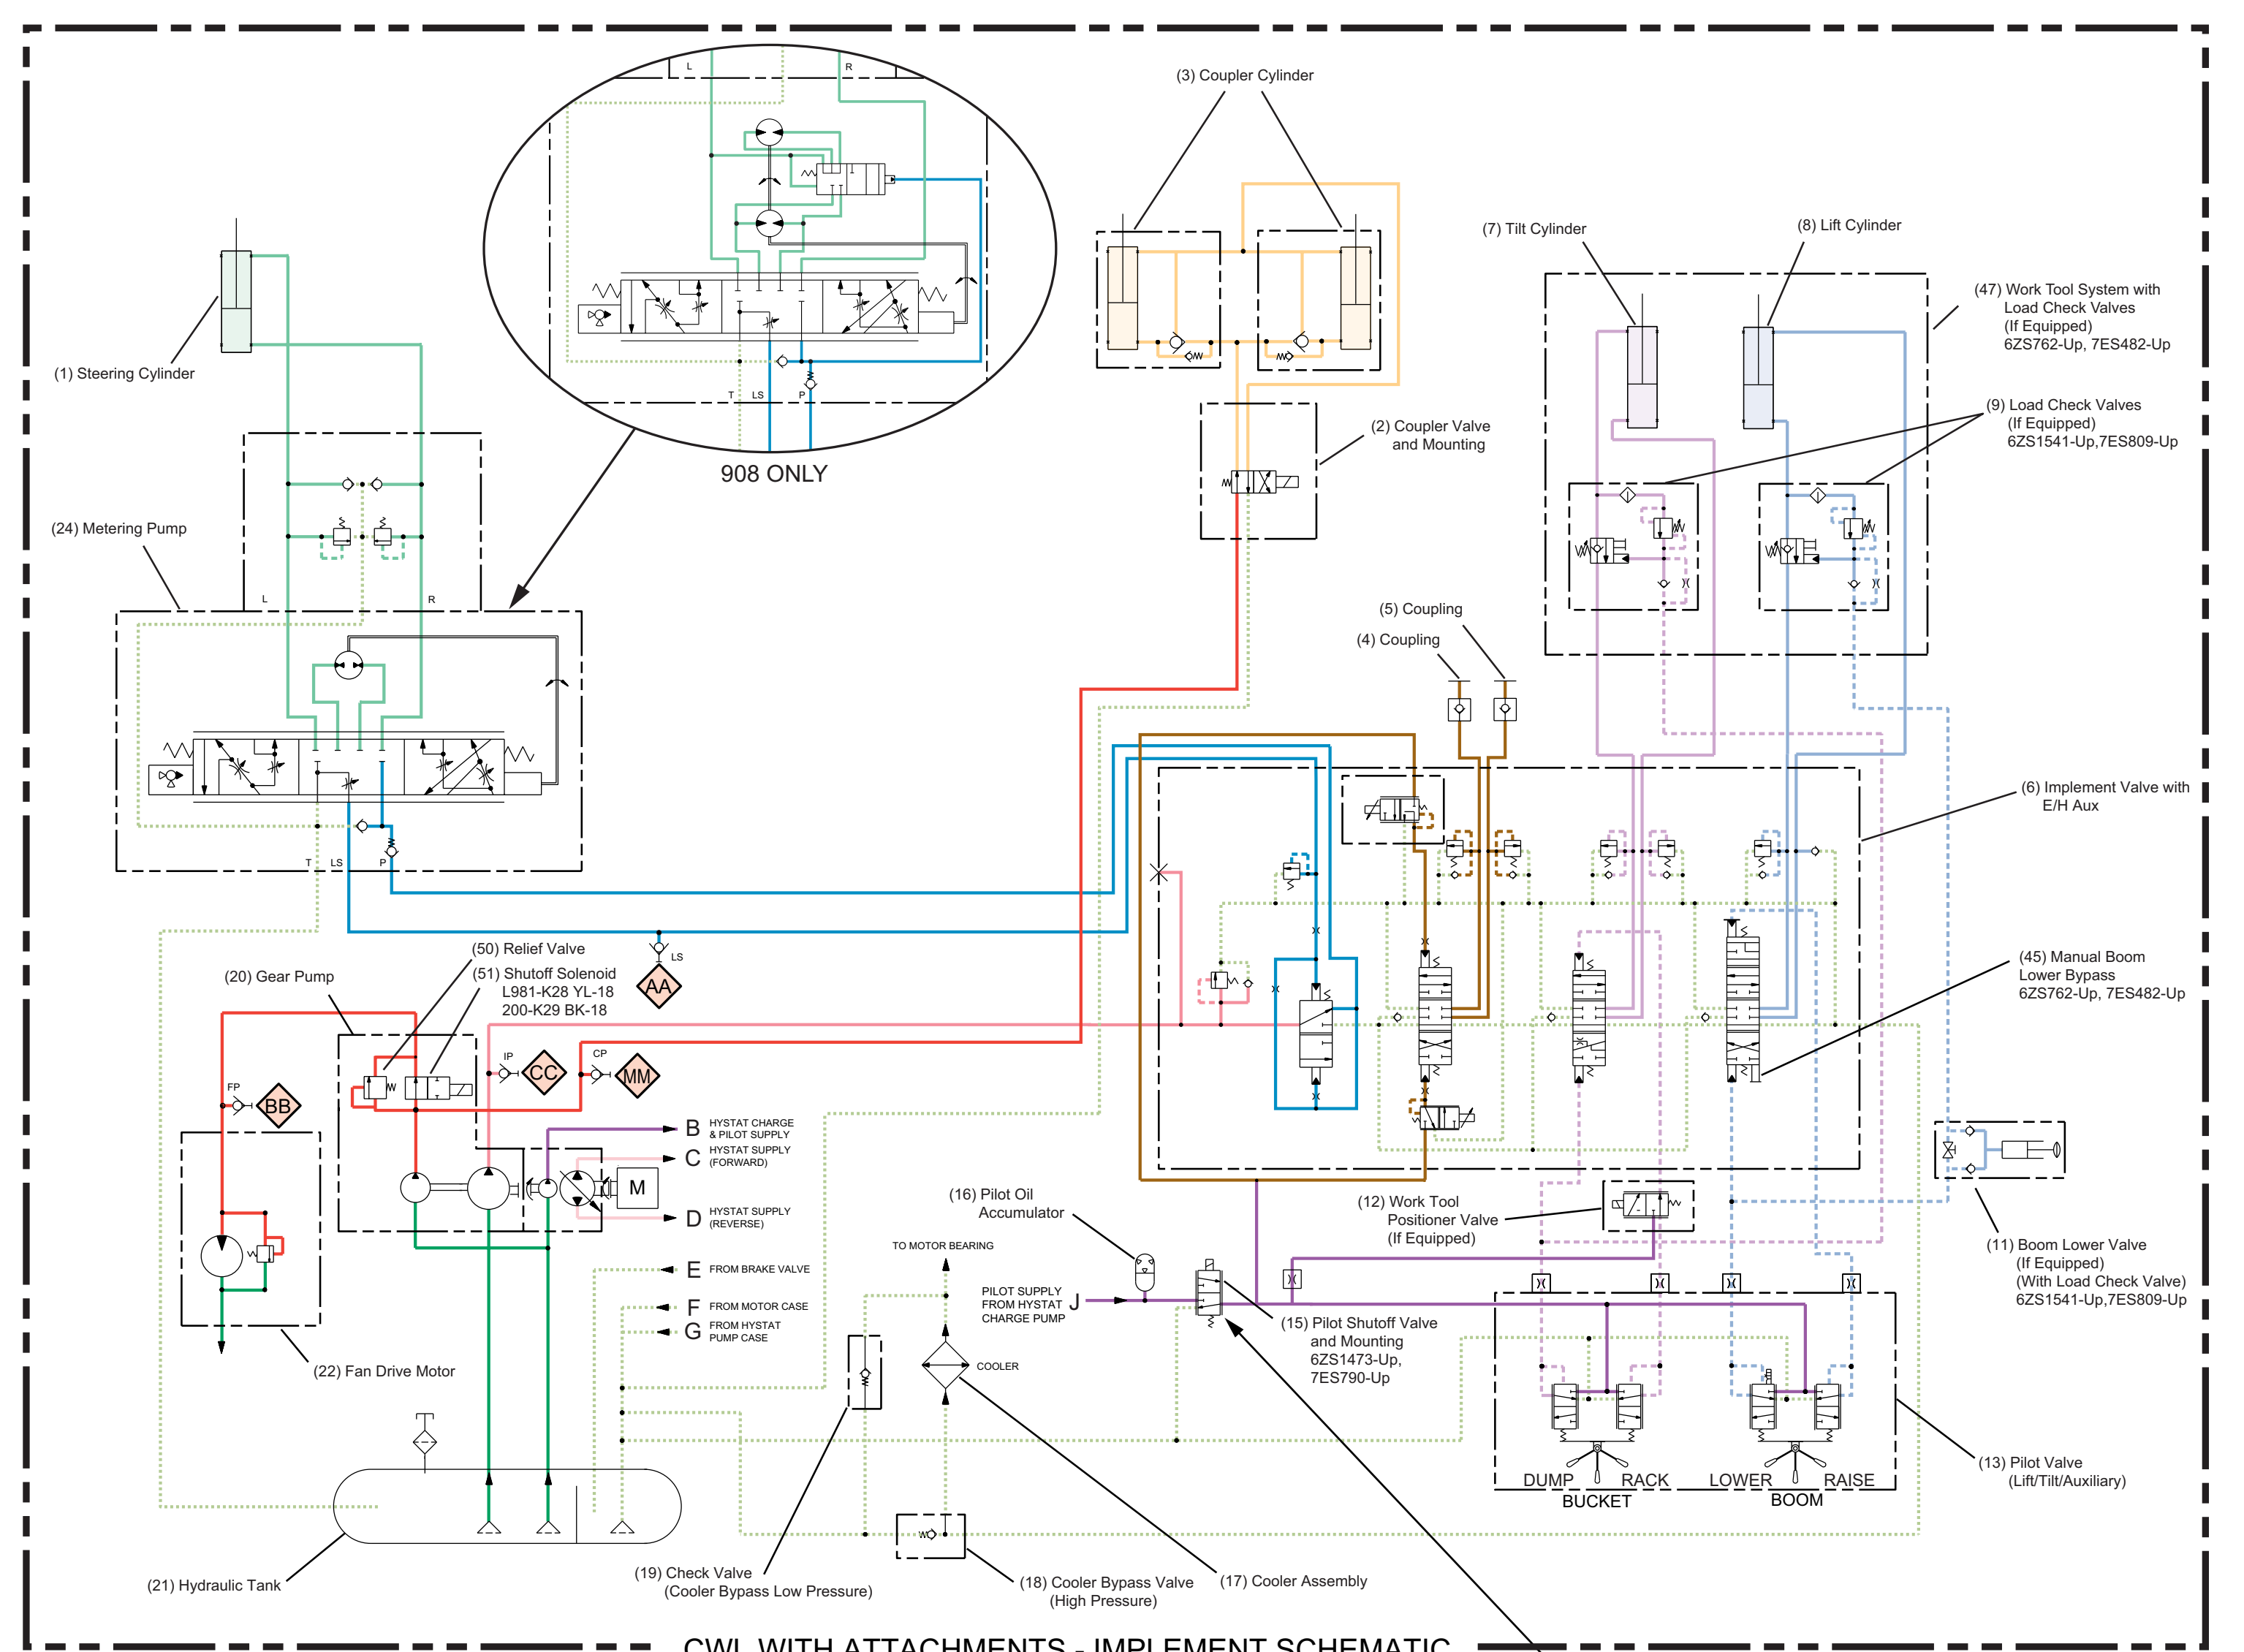 L
R
(3) Coupler Cylinder
(7) Tilt Cylinder
(8) Lift Cylinder
(47) Work Tool System with
Load Check Valves
(If Equipped)
6ZS762-Up, 7ES482-Up
(1) Steering Cylinder
T
LS
P
908 ONLY
(2) Coupler Valve
and Mounting
(9) Load Check Valves
(If Equipped)
6ZS1541-Up,7ES809-Up
(24) Metering Pump
L
R
(5) Coupling
(4) Coupling
(6) Implement Valve with
E/H Aux
T
LS
P
(50) Relief Valve
(20) Gear Pump
(51) Shutoff Solenoid
L981-K28 YL-18
200-K29 BK-18
LS
AA
(45) Manual Boom
Lower Bypass
6ZS762-Up, 7ES482-Up
FP
BB
IP
CC
CP
MM
B HYSTAT CHARGE
& PILOT SUPPLY
C HYSTAT SUPPLY
(FORWARD)
M
D HYSTAT SUPPLY
(REVERSE)
E FROM BRAKE VALVE
F FROM MOTOR CASE
G FROM HYSTAT
PUMP CASE
(16) Pilot Oil
Accumulator
TO MOTOR BEARING
PILOT SUPPLY
FROM HYSTAT
CHARGE PUMP
J
(12) Work Tool
Positioner Valve
(If Equipped)
(11) Boom Lower Valve
(If Equipped)
(With Load Check Valve)
6ZS1541-Up,7ES809-Up
(15) Pilot Shutoff Valve
and Mounting
6ZS1473-Up,
7ES790-Up
COOLER
(22) Fan Drive Motor
DUMP RACK LOWER RAISE
BUCKET BOOM
(13) Pilot Valve
(Lift/Tilt/Auxiliary)
(21) Hydraulic Tank
(19) Check Valve
(Cooler Bypass Low Pressure)
(18) Cooler Bypass Valve
(High Pressure)
(17) Cooler Assembly
CWL WITH ATTACHMENTS - IMPLEMENT SCHEMATIC